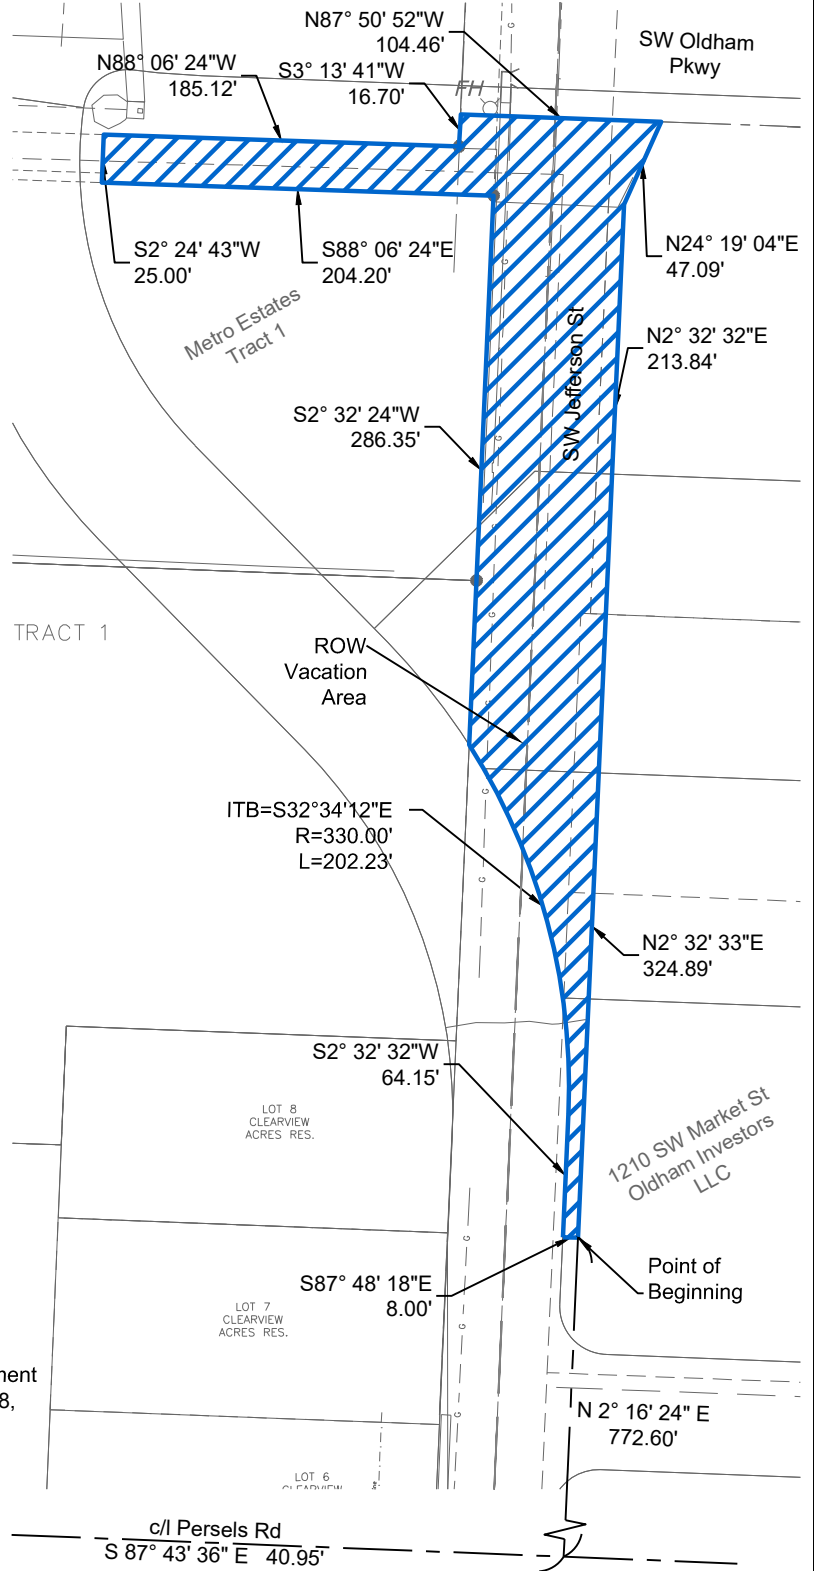 N87° 50' 52"W
104.46'
SW Oldham
Pkwy
N88° 06' 24"W
185.12'
S3° 13' 41"W
16.70'
FH
G
S2° 24' 43"W
25.00'
S88° 06' 24"E
204.20'
N24° 19' 04"E
47.09'
G
Metro Estates
Tract 1
SW Jefferson St
N2° 32' 32"E
213.84'
G
S2° 32' 24"W
286.35'
G
G
G
TRACT 1
ROW
Vacation
Area
G
G
ITB=S32°34'12"E
R=330.00'
L=202.23'
G
N2° 32' 33"E
324.89'
S2° 32' 32"W
64.15'
LOT 8
CLEARVIEW
ACRES RES.
1210 SW Market St
Oldham Investors
LLC
G
Point of
Beginning
S87° 48' 18"E
8.00'
LOT 7
CLEARVIEW
ACRES RES.
G
ment
8,
G
N 2° 16' 24" E
772.60'
LOT 6
CLEARVIEW
c/l Persels Rd
S 87° 43' 36" E 40.95'